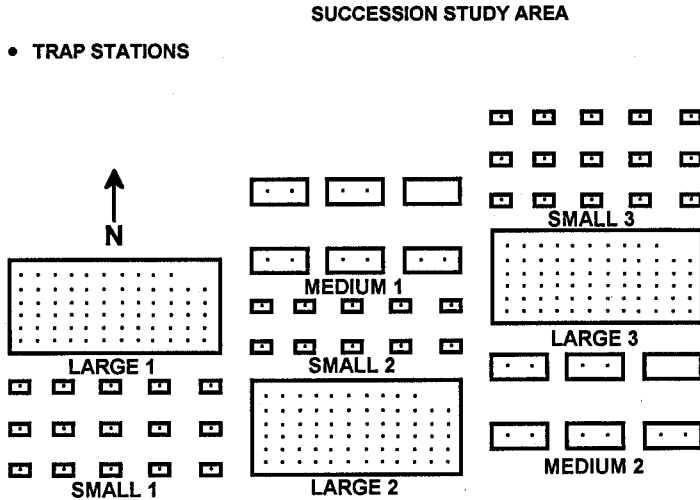 SUCCESSION STUDY AREA
• TRAP STATIONS
N
SMALL 3
MEDIUM 1
LARGE 1
SMALL 2
LARGE 3
SMALL 1
LARGE 2
MEDIUM 2